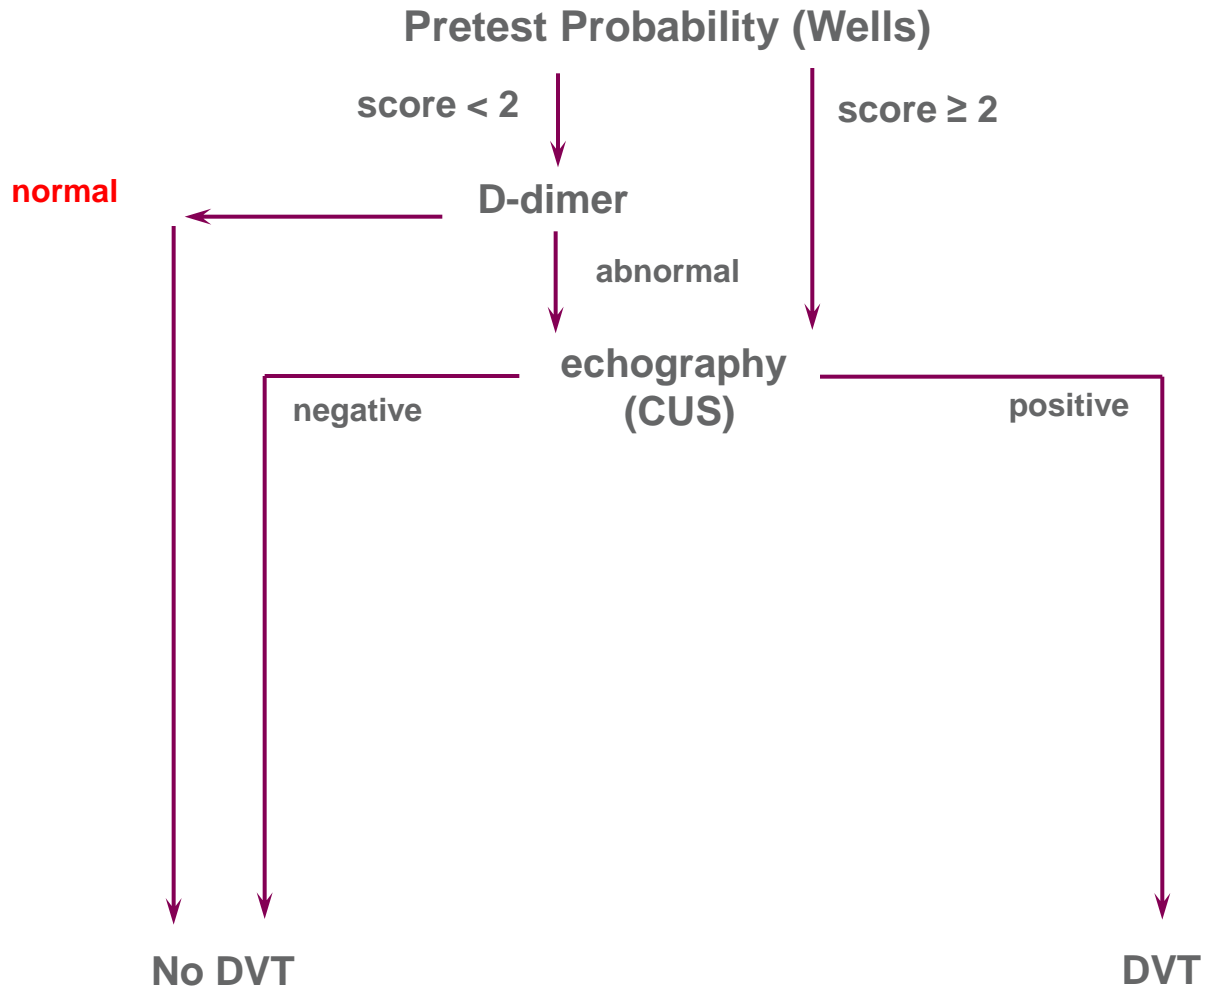 Pretest Probability (Wells)
score < 2
score ≥ 2
normal
D-dimer
abnormal
echography
(CUS)
negative
positive
No DVT
DVT